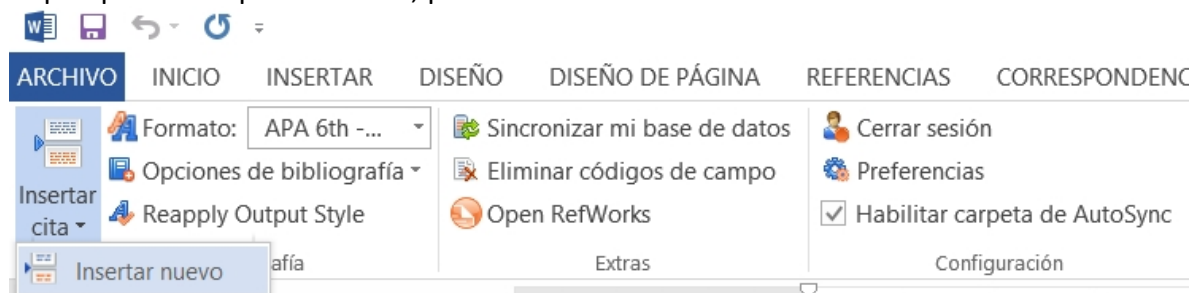 ARCHIVO INICIO INSERTAR DISEÑO DISEÑO DE PÁGINA REFERENCIAS CORRESPONDENC
Formato: APA 6th -... Sincronizar mi base de datos Cerrar sesión
Opciones de bibliografía Eliminar códigos de campo Preferencias
Insertar
cita
Reapply Output Style Open RefWorks Habilitar carpeta de AutoSync
afía Extras Configuración
Insertar nuevo